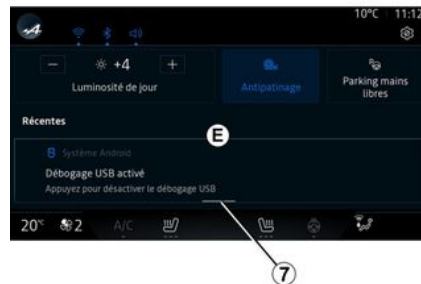 10°C 11:12
+4
Luminosité de jour
Antipatinage
Parking mains
libres
Récentes
E
Système Android
Débogage USB activé
Appuyez pour désactiver le débogage USB
20°C 2 A/C
7